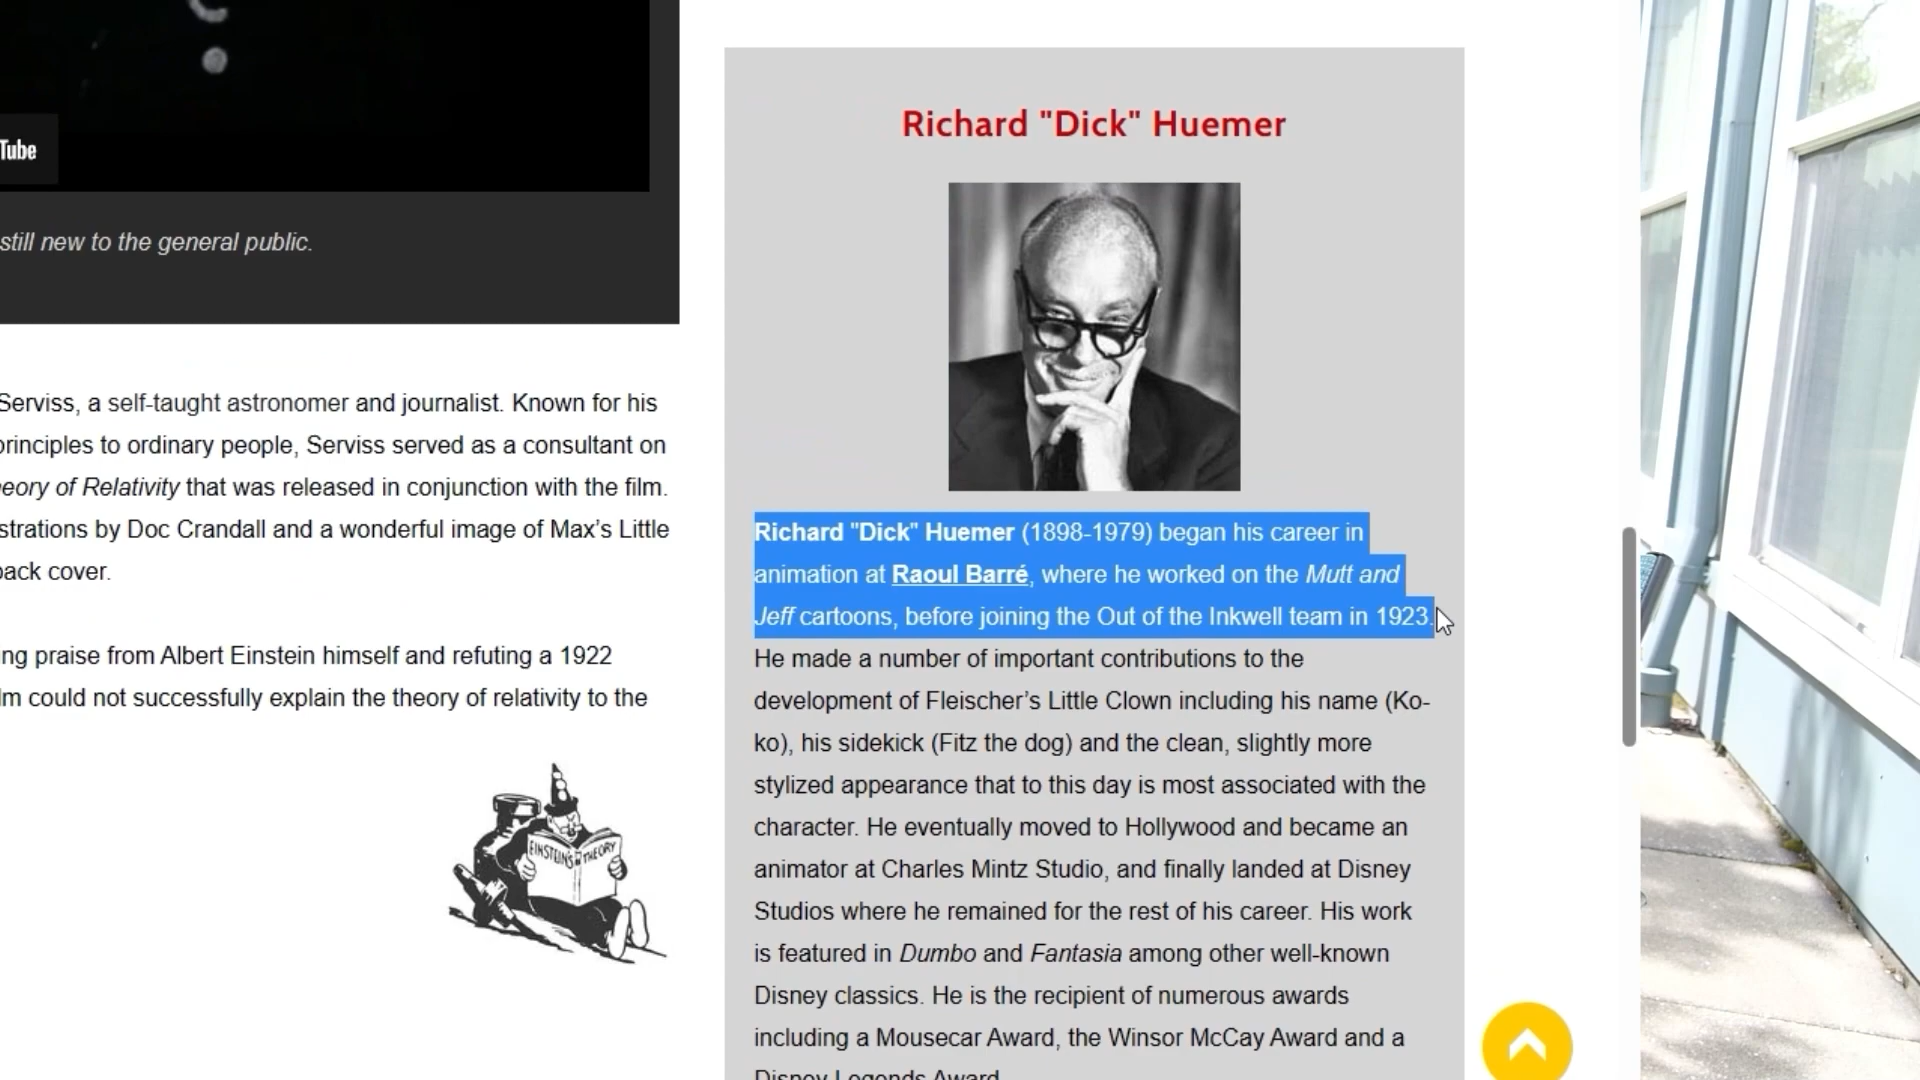 Tube
still new to the general public.
Serviss, a self-taught astronomer and journalist. Known for his
principles to ordinary people, Serviss served as a consultant on
eory of Relativity that was released in conjunction with the film.
strations by Doc Crandall and a wonderful image of Max’s Little
back cover.
ng praise from Albert Einstein himself and refuting a 1922
lm could not successfully explain the theory of relativity to the
EINSTEIN'S THEORY
Richard "Dick" Huemer
Richard "Dick" Huemer (1898-1979) began his career in
animation at Raoul Barré, where he worked on the Mutt and
Jeff cartoons, before joining the Out of the Inkwell team in 1923.
He made a number of important contributions to the
development of Fleischer’s Little Clown including his name (Ko-
ko), his sidekick (Fitz the dog) and the clean, slightly more
stylized appearance that to this day is most associated with the
character. He eventually moved to Hollywood and became an
animator at Charles Mintz Studio, and finally landed at Disney
Studios where he remained for the rest of his career. His work
is featured in Dumbo and Fantasia among other well-known
Disney classics. He is the recipient of numerous awards
including a Mousecar Award, the Winsor McCay Award and a
Disney Legends Award